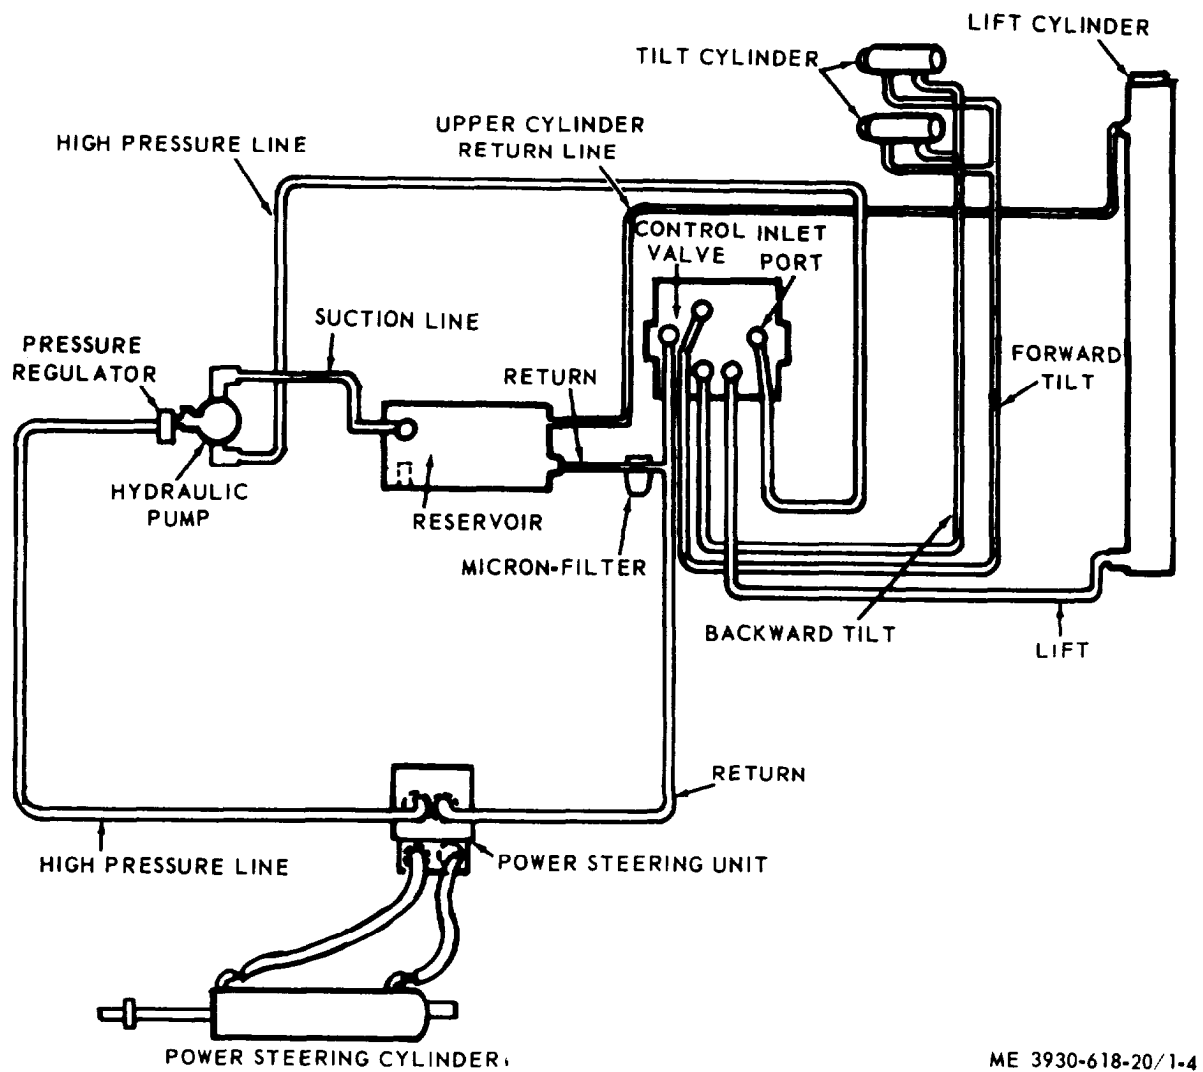 LIFT CYLINDER
TILT CYLINDER
UPPER CYLINDER
RETURN LINE
HIGH PRESSURE LINE
CONTROL
VALVE
INLET
PORT
SUCTION LINE
PRESSURE
REGULATOR
RETURN
FORWARD
TILT
HYDRAULIC
PUMP
RESERVOIR
MICRON-FILTER
BACKWARD TILT
LIFT
RETURN
HIGH PRESSURE LINE
POWER STEERING UNIT
POWER STEERING CYLINDER
ME 3930-618-20/1-4